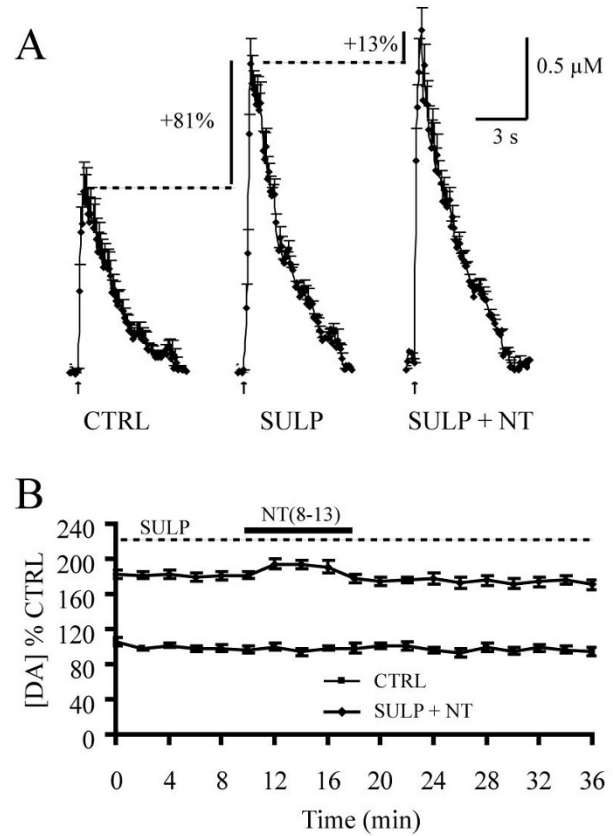 A
+13%
0.5 µM
+81%
3 s
↑ ↑ ↑
CTRL SULP SULP + NT
B
240 SULP NT(8-13)
200
160
120
80
40
0
[DA] % CTRL
CTRL
SULP + NT
0 4 8 12 16 20 24 28 32 36
Time (min)